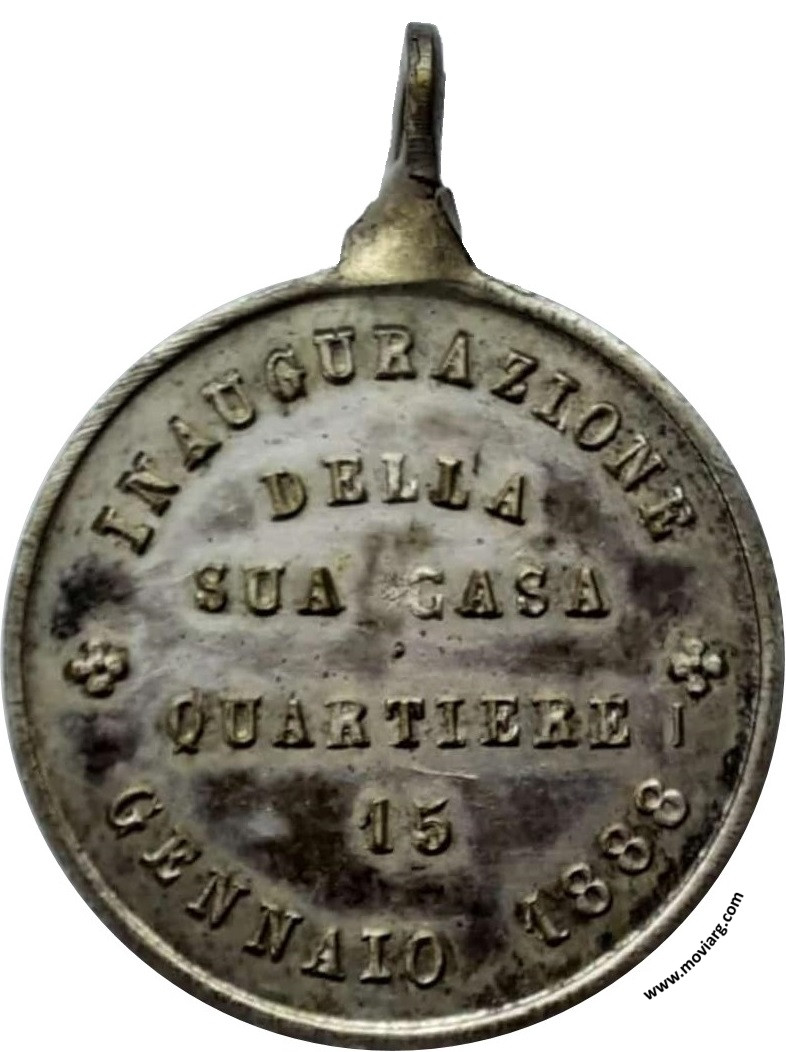 INAUGURAZIONE
DELLA
SUA CASA
QUARTIERE I
15
GENNAIO 1888
www.moviarg.com